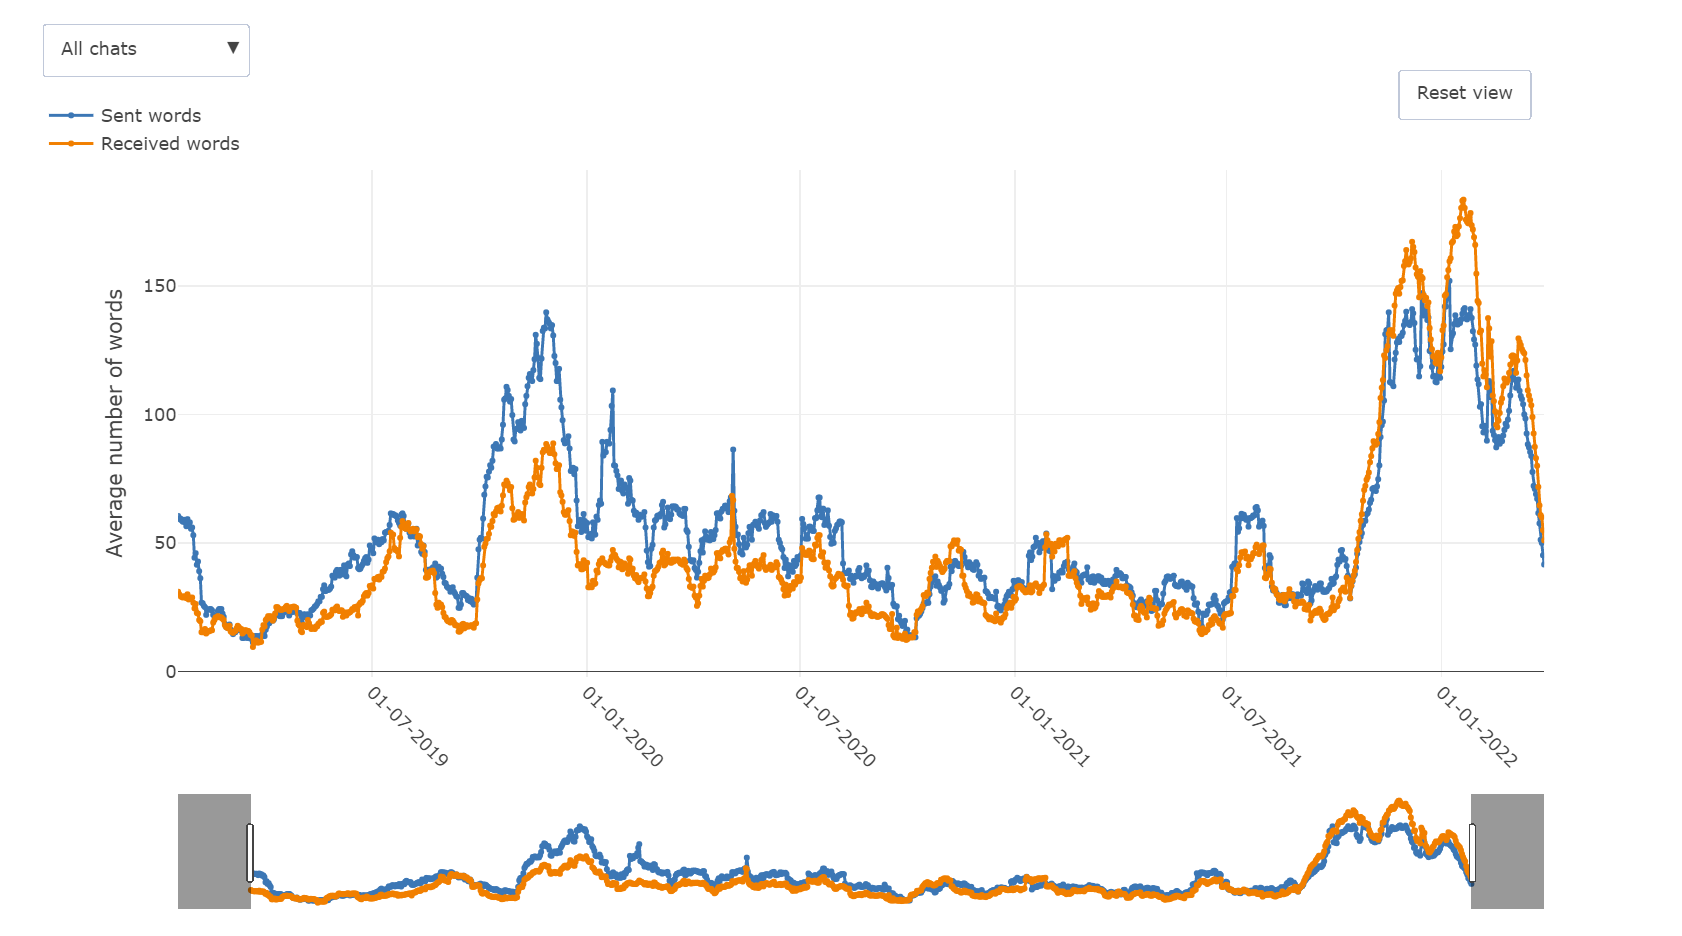 All chats ▼
Reset view
Sent words
Received words
Average number of words
150
100
50
0
01-07-2019
01-01-2020
01-07-2020
01-01-2021
01-07-2021
01-01-2022